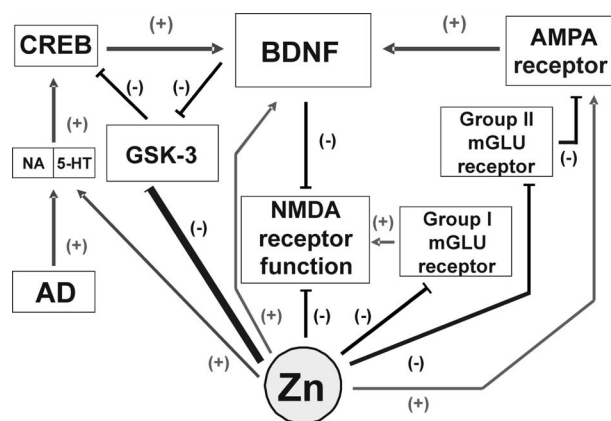 (+)
CREB
BDNF
(+)
AMPA
receptor
(-)
(-)
(+)
NA
5-HT
GSK-3
(-)
Group II
mGLU
receptor
(-)
(+)
AD
(-)
NMDA
receptor
function
(+)
Group I
mGLU
receptor
(+)
(-)
(-)
(+)
Zn
(-)
(+)